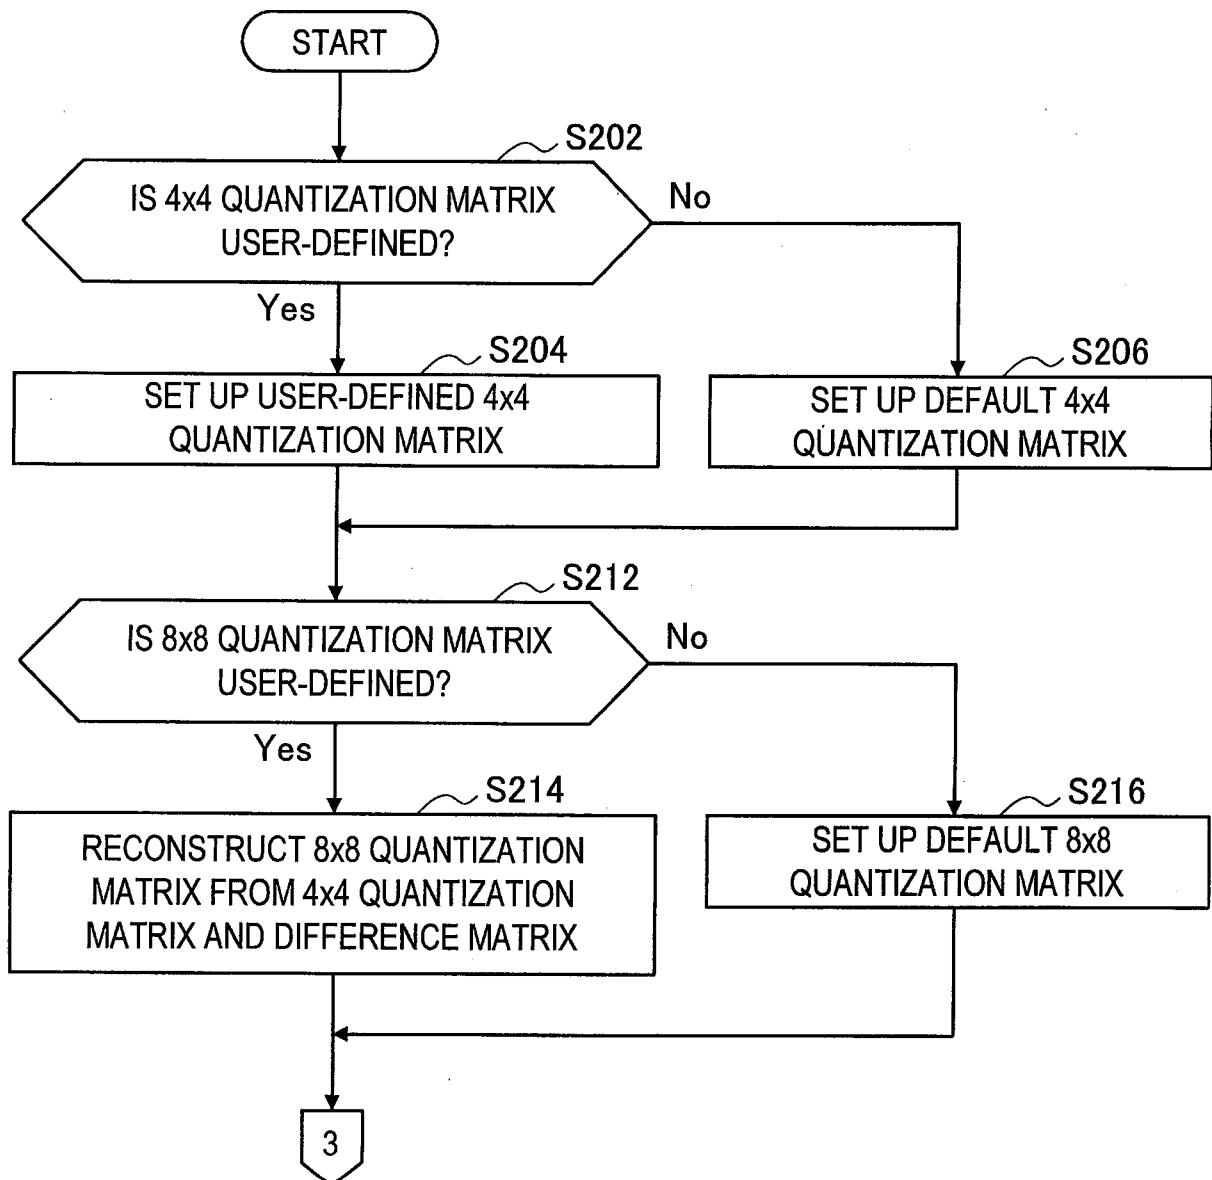 START
S202
IS 4x4 QUANTIZATION MATRIX
USER-DEFINED?
No
Yes
S204
SET UP USER-DEFINED 4x4
QUANTIZATION MATRIX
S206
SET UP DEFAULT 4x4
QUANTIZATION MATRIX
S212
IS 8x8 QUANTIZATION MATRIX
USER-DEFINED?
No
Yes
S214
RECONSTRUCT 8x8 QUANTIZATION
MATRIX FROM 4x4 QUANTIZATION
MATRIX AND DIFFERENCE MATRIX
S216
SET UP DEFAULT 8x8
QUANTIZATION MATRIX
3